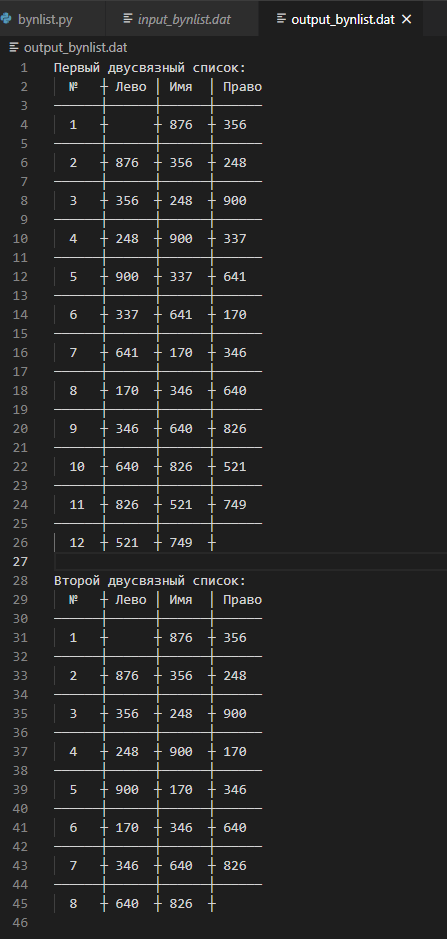 bynlist.py input_bynlist.dat output_bynlist.dat ×
1 Первый двусвязный список:
2 № ┼ Лево │ Имя │ Право
3 ──────┼──────┼──────┼──────
4 1 ┼ ┼ 876 ┼ 356
5 ──────┼──────┼──────┼──────
6 2 ┼ 876 ┼ 356 ┼ 248
7 ──────┼──────┼──────┼──────
8 3 ┼ 356 ┼ 248 ┼ 900
9 ──────┼──────┼──────┼──────
10 4 ┼ 248 ┼ 900 ┼ 337
11 ──────┼──────┼──────┼──────
12 5 ┼ 900 ┼ 337 ┼ 641
13 ──────┼──────┼──────┼──────
14 6 ┼ 337 ┼ 641 ┼ 170
15 ──────┼──────┼──────┼──────
16 7 ┼ 641 ┼ 170 ┼ 346
17 ──────┼──────┼──────┼──────
18 8 ┼ 170 ┼ 346 ┼ 640
19 ──────┼──────┼──────┼──────
20 9 ┼ 346 ┼ 640 ┼ 826
21 ──────┼──────┼──────┼──────
22 10 ┼ 640 ┼ 826 ┼ 521
23 ──────┼──────┼──────┼──────
24 11 ┼ 826 ┼ 521 ┼ 749
25 ──────┼──────┼──────┼──────
26 12 ┼ 521 ┼ 749 ┼
27
28 Второй двусвязный список:
29 № ┼ Лево │ Имя │ Право
30 ──────┼──────┼──────┼──────
31 1 ┼ ┼ 876 ┼ 356
32 ──────┼──────┼──────┼──────
33 2 ┼ 876 ┼ 356 ┼ 248
34 ──────┼──────┼──────┼──────
35 3 ┼ 356 ┼ 248 ┼ 900
36 ──────┼──────┼──────┼──────
37 4 ┼ 248 ┼ 900 ┼ 170
38 ──────┼──────┼──────┼──────
39 5 ┼ 900 ┼ 170 ┼ 346
40 ──────┼──────┼──────┼──────
41 6 ┼ 170 ┼ 346 ┼ 640
42 ──────┼──────┼──────┼──────
43 7 ┼ 346 ┼ 640 ┼ 826
44 ──────┼──────┼──────┼──────
45 8 ┼ 640 ┼ 826 ┼
46